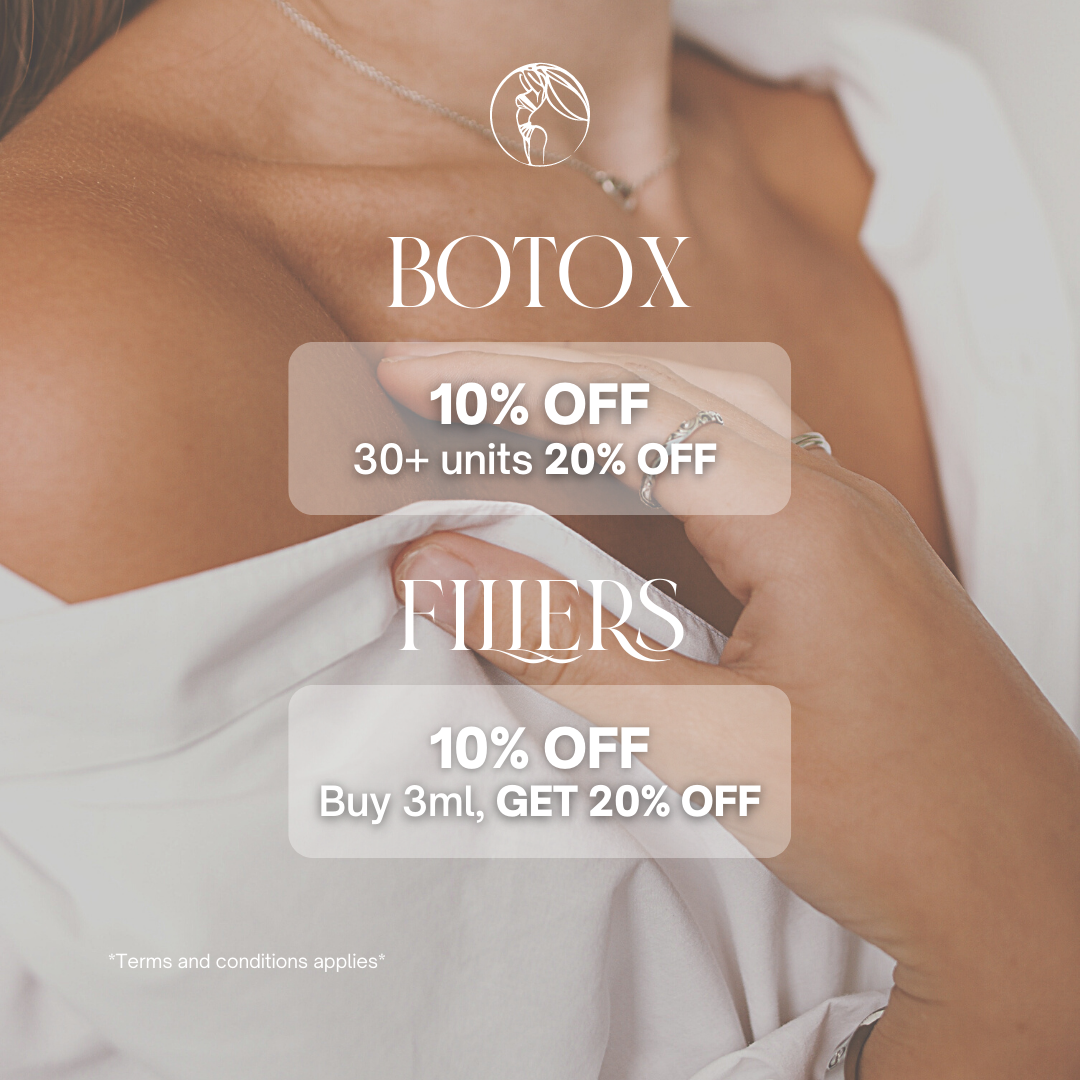 BOTOX
10% OFF
30+ units 20% OFF
FILLERS
10% OFF
Buy 3ml, GET 20% OFF
*Terms and conditions applies*